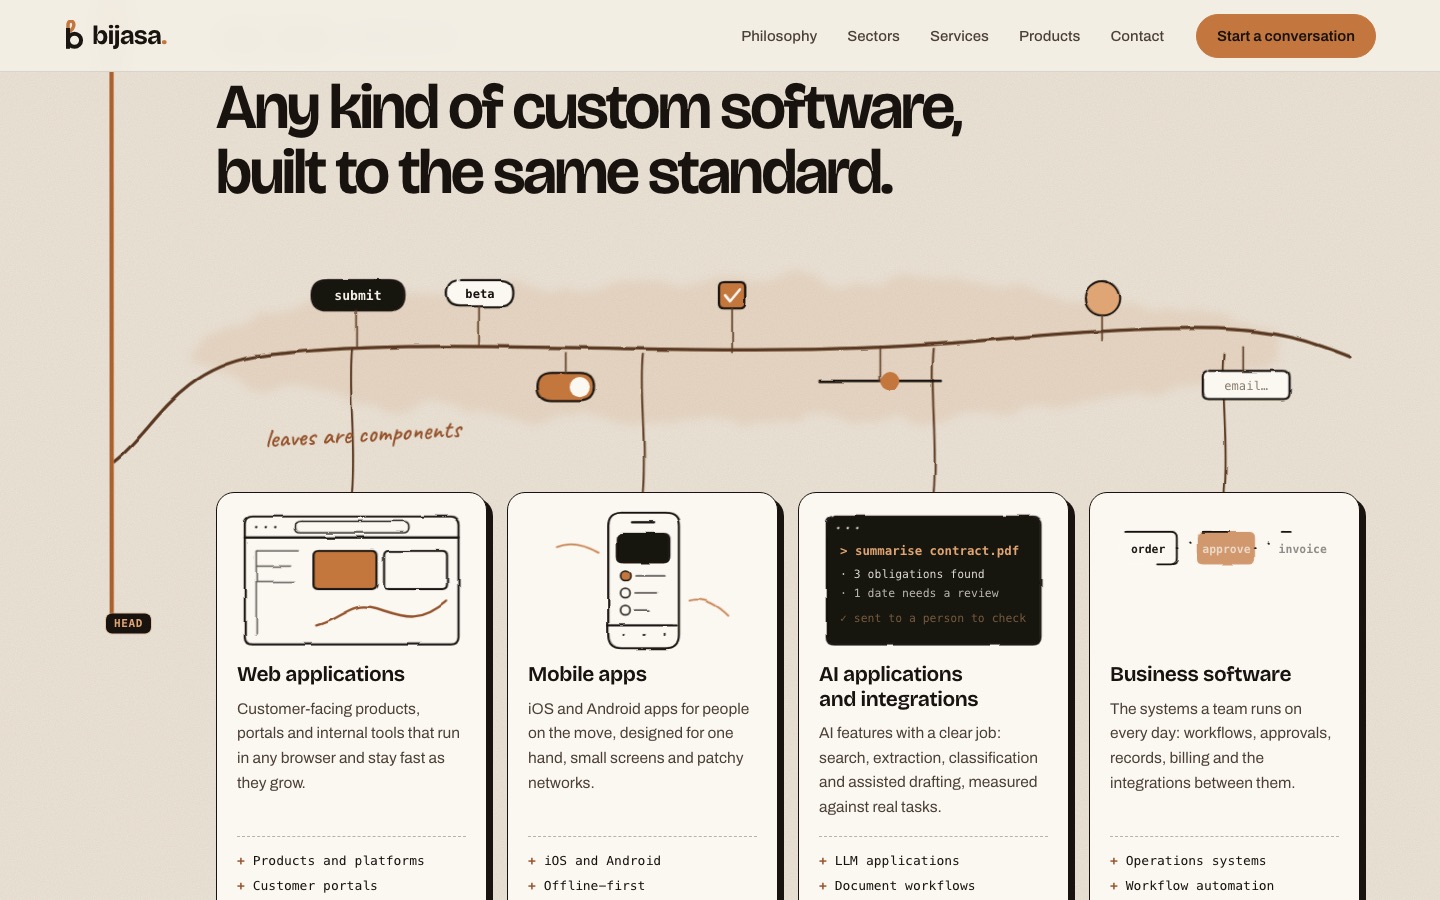 bijasa.
Philosophy
Sectors
Services
Products
Contact
Start a conversation
Any kind of custom software,
built to the same standard.
submit
beta
email…
leaves are components
HEAD
order
approve
invoice
> summarise contract.pdf
· 3 obligations found
· 1 date needs a review
✓ sent to a person to check
Web applications
Customer-facing products,
portals and internal tools that run
in any browser and stay fast as
they grow.
+ Products and platforms
+ Customer portals
Mobile apps
iOS and Android apps for people
on the move, designed for one
hand, small screens and patchy
networks.
+ iOS and Android
+ Offline-first
AI applications
and integrations
AI features with a clear job:
search, extraction, classification
and assisted drafting, measured
against real tasks.
+ LLM applications
+ Document workflows
Business software
The systems a team runs on
every day: workflows, approvals,
records, billing and the
integrations between them.
+ Operations systems
+ Workflow automation